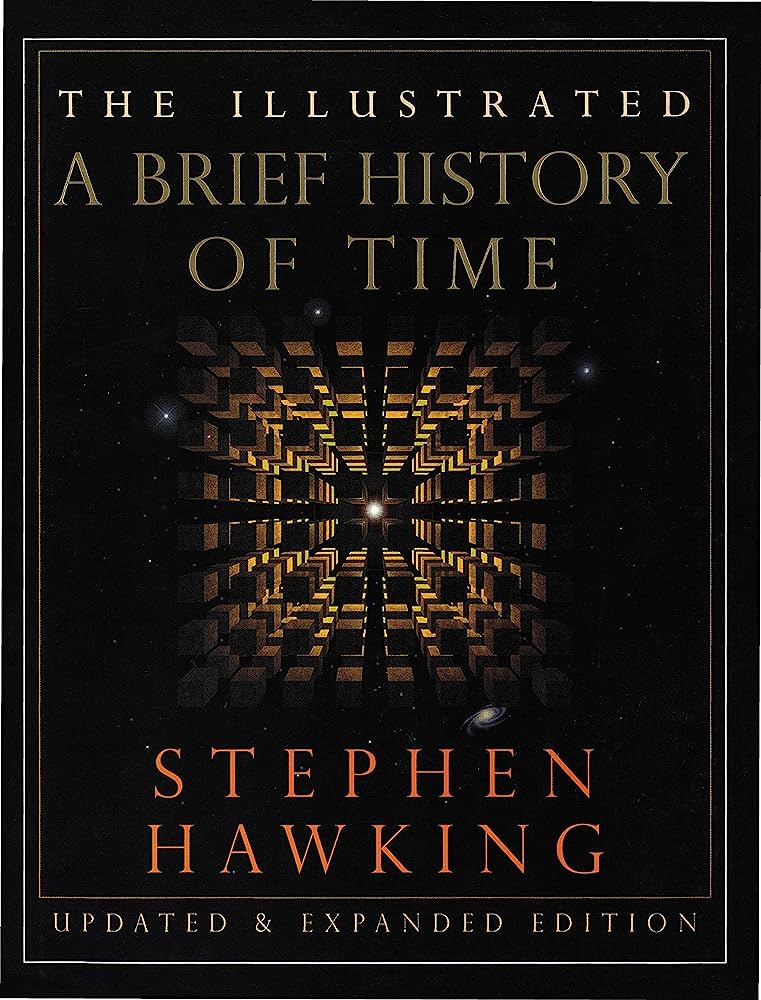 THE ILLUSTRATED
A BRIEF HISTORY
OF TIME
STEPHEN
HAWKING
UPDATED & EXPANDED EDITION